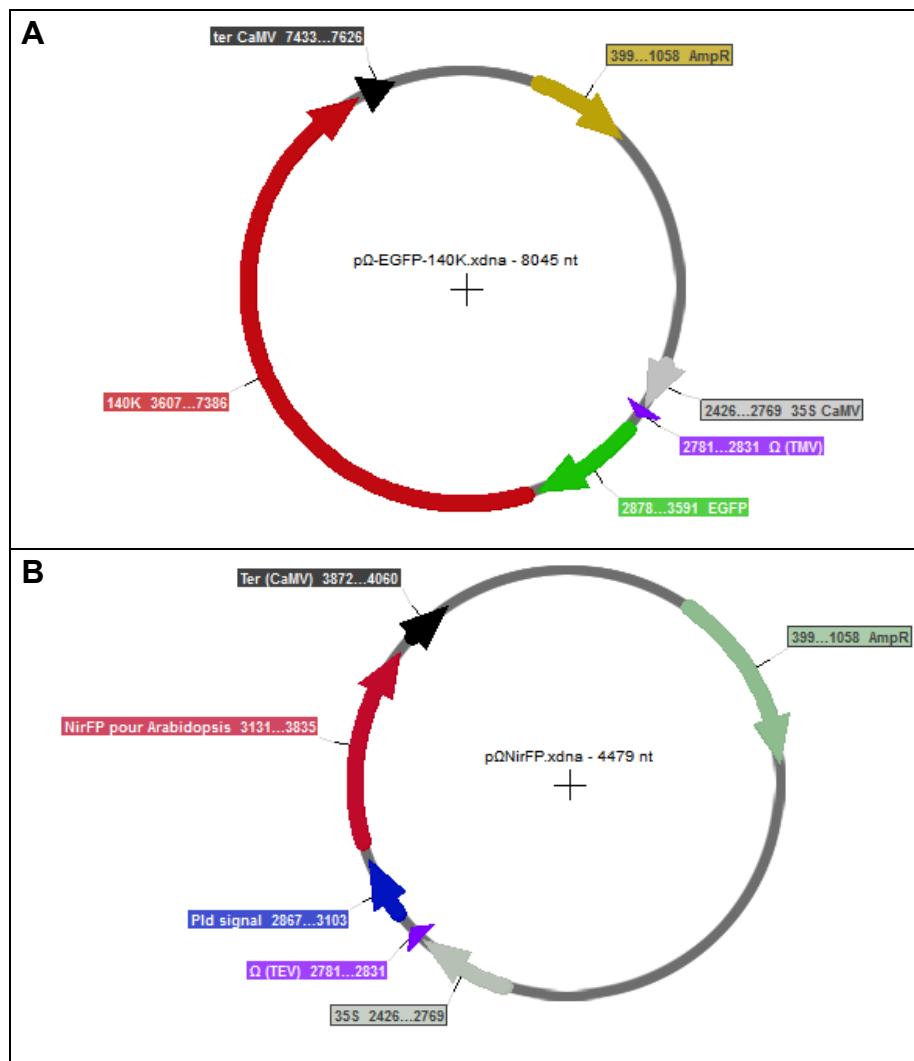 A
ter CaMV 7433...7626
399...1058 AmpR
pΩ-EGFP-140K.xdna - 8045 nt
140K 3607...7386
2426...2769 35S CaMV
2781...2831 Ω (TMV)
2878...3591 EGFP
B
Ter (CaMV) 3872...4060
399...1058 AmpR
NirFP pour Arabidopsis 3131...3835
pΩNirFP.xdna - 4479 nt
Pld signal 2867...3103
Ω (TEV) 2781...2831
35S 2426...2769